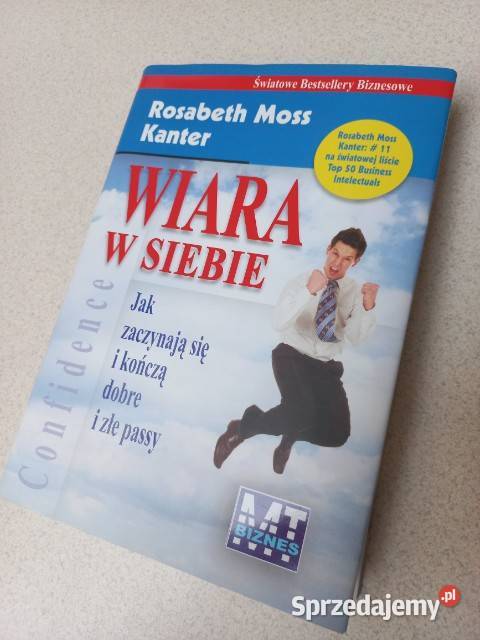 Światowe Bestsellery Biznesowe
Rosabeth Moss
Kanter
Rosabeth Moss
Kanter: # 11
na światowej liście
Top 50 Business
Intelectuals
WIARA
W SIEBIE
Jak
zaczynają się
i kończą
dobre
i złe passy
Confidence
MT
BIZNES
Sprzedajemy.pl